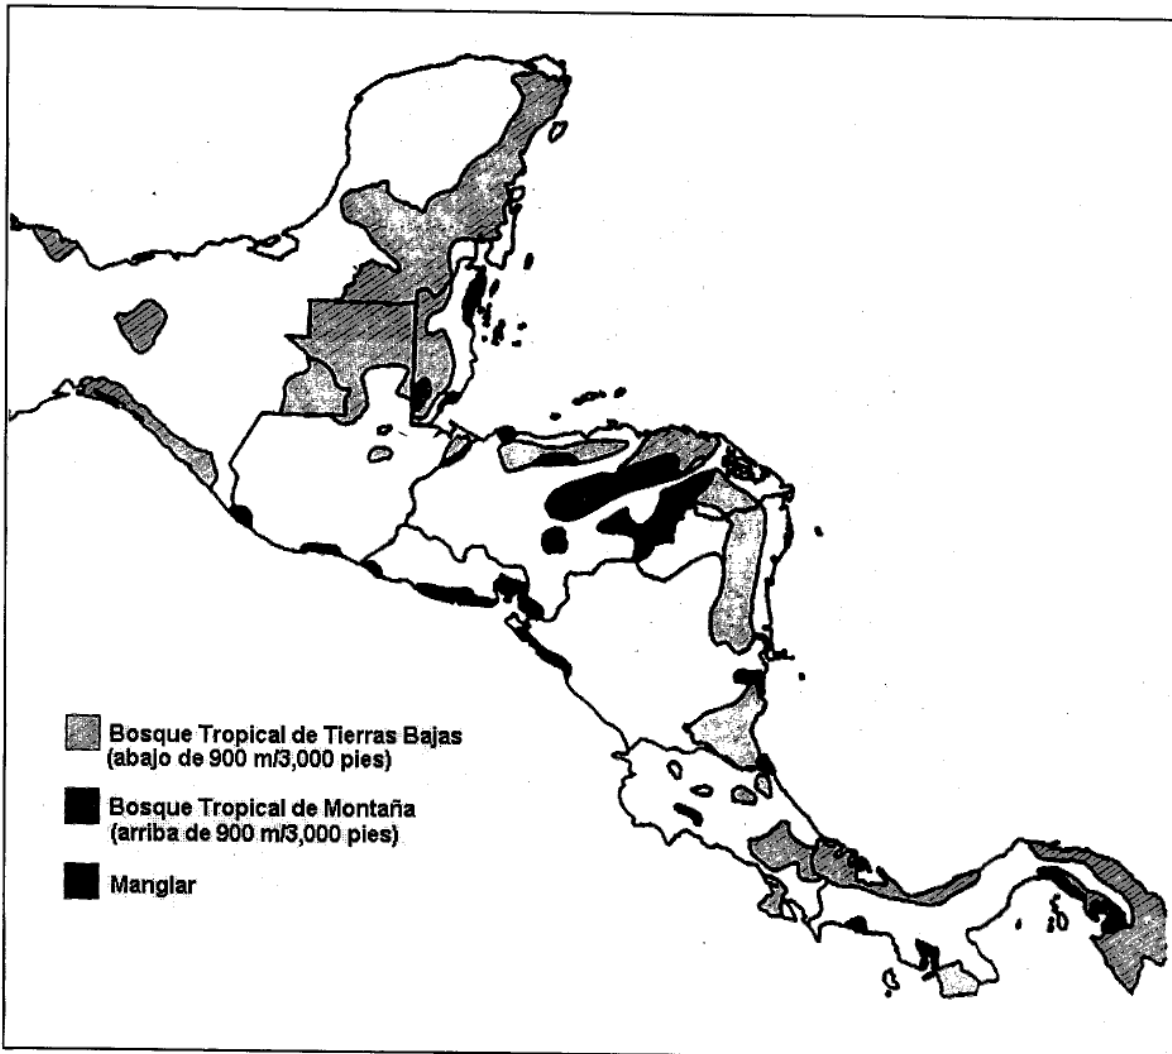 Bosque Tropical de Tierras Bajas
(abajo de 900 m/3,000 pies)
Bosque Tropical de Montaña
(arriba de 900 m/3,000 pies)
Manglar